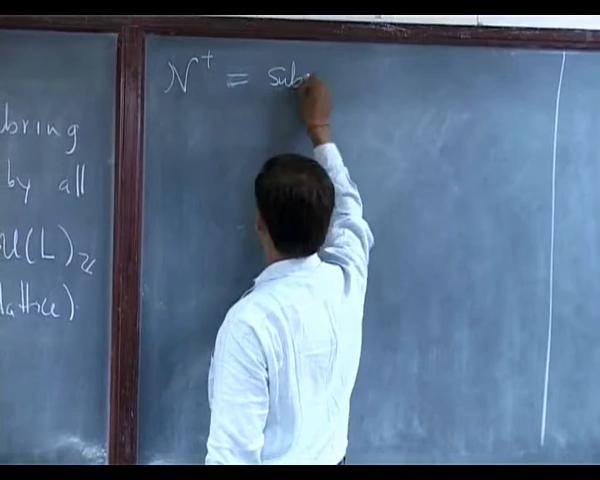 ubring
by all
U(L)ℤ
lattice)
N⁺ = sub